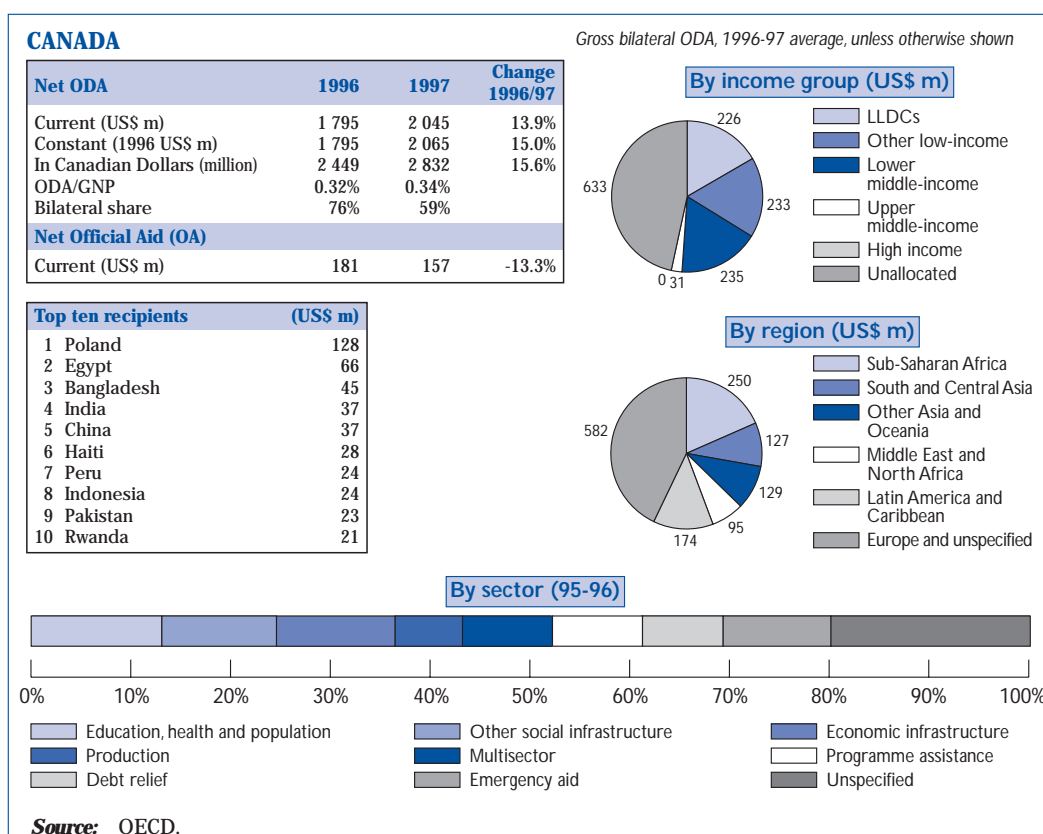 CANADA
Gross bilateral ODA, 1996-97 average, unless otherwise shown
Net ODA 1996 1997 Change 1996/97
Current (US$ m) 1 795 2 045 13.9%
Constant (1996 US$ m) 1 795 2 065 15.0%
In Canadian Dollars (million) 2 449 2 832 15.6%
ODA/GNP 0.32% 0.34%
Bilateral share 76% 59%
Net Official Aid (OA)
Current (US$ m) 181 157 -13.3%
By income group (US$ m)
226
233
235
31
0
633
LLDCs
Other low-income
Lower
middle-income
Upper
middle-income
High income
Unallocated
Top ten recipients (US$ m)
1 Poland 128
2 Egypt 66
3 Bangladesh 45
4 India 37
5 China 37
6 Haiti 28
7 Peru 24
8 Indonesia 24
9 Pakistan 23
10 Rwanda 21
By region (US$ m)
250
127
129
95
174
582
Sub-Saharan Africa
South and Central Asia
Other Asia and
Oceania
Middle East and
North Africa
Latin America and
Caribbean
Europe and unspecified
By sector (95-96)
0% 10% 20% 30% 40% 50% 60% 70% 80% 90% 100%
Education, health and population Other social infrastructure Economic infrastructure
Production Multisector Programme assistance
Debt relief Emergency aid Unspecified
Source: OECD.